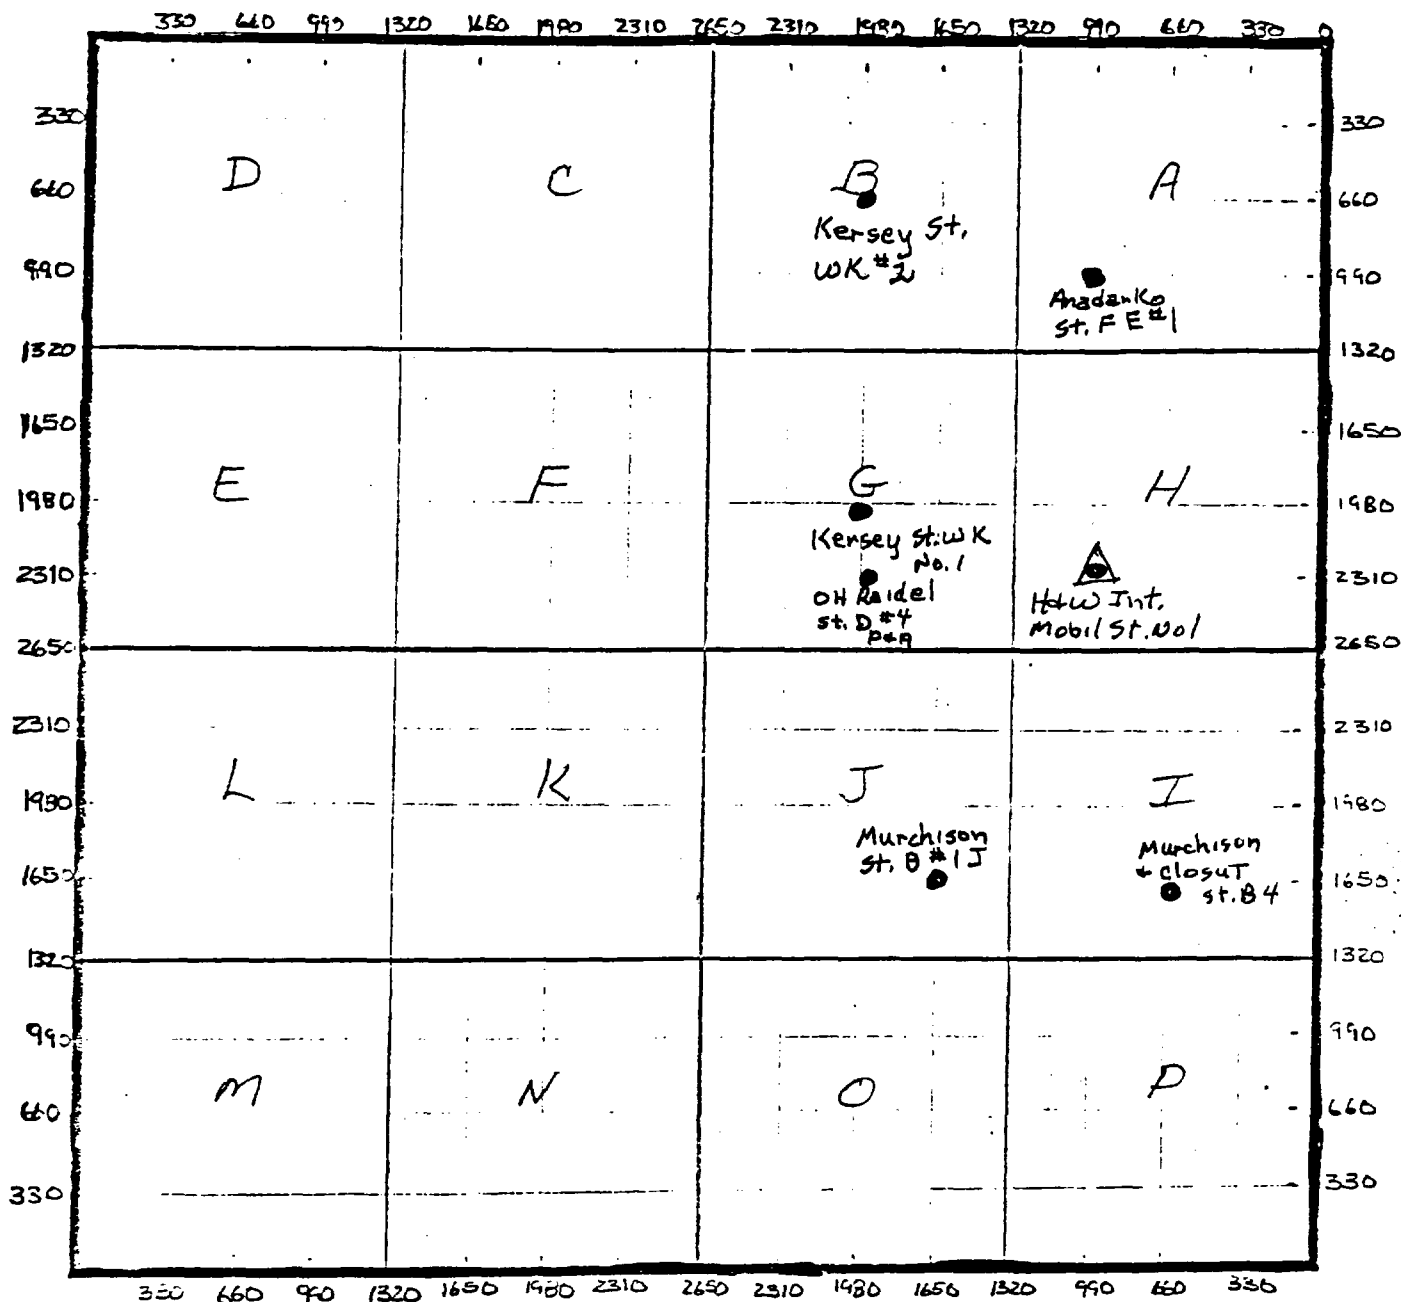 330 660 990 1320 1650 1980 2310 2650 2310 1980 1650 1320 990 660 330 0
330 330
D C B A
660 660
Kersey St.
WK #2
990 990
Anadarko
St. F E #1
1320 1320
1650 1650
E F G H
1980 1980
Kersey St. WK
No. 1
2310 2310
OH Raidel
St. D #4
P&A
H&W Int.
Mobil St. No1
2650 2650
2310 2310
L K J I
1980 1980
Murchison
St. B #1 J
Murchison
& closuT
St. B 4
1650 1650
1320 1320
990 990
M N O P
660 660
330 330
330 660 990 1320 1650 1980 2310 2650 2310 1980 1650 1320 990 660 330